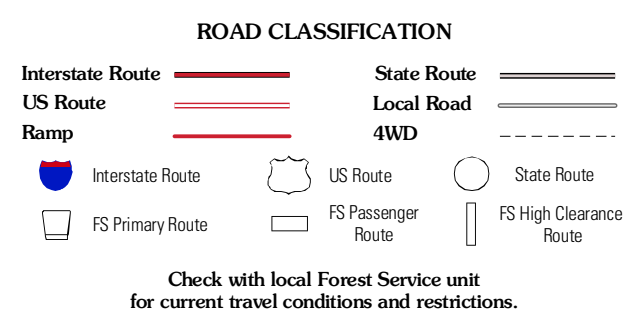 ROAD CLASSIFICATION
Interstate Route
State Route
US Route
Local Road
Ramp
4WD
Interstate Route
US Route
State Route
FS Primary Route
FS Passenger
Route
FS High Clearance
Route
Check with local Forest Service unit
for current travel conditions and restrictions.